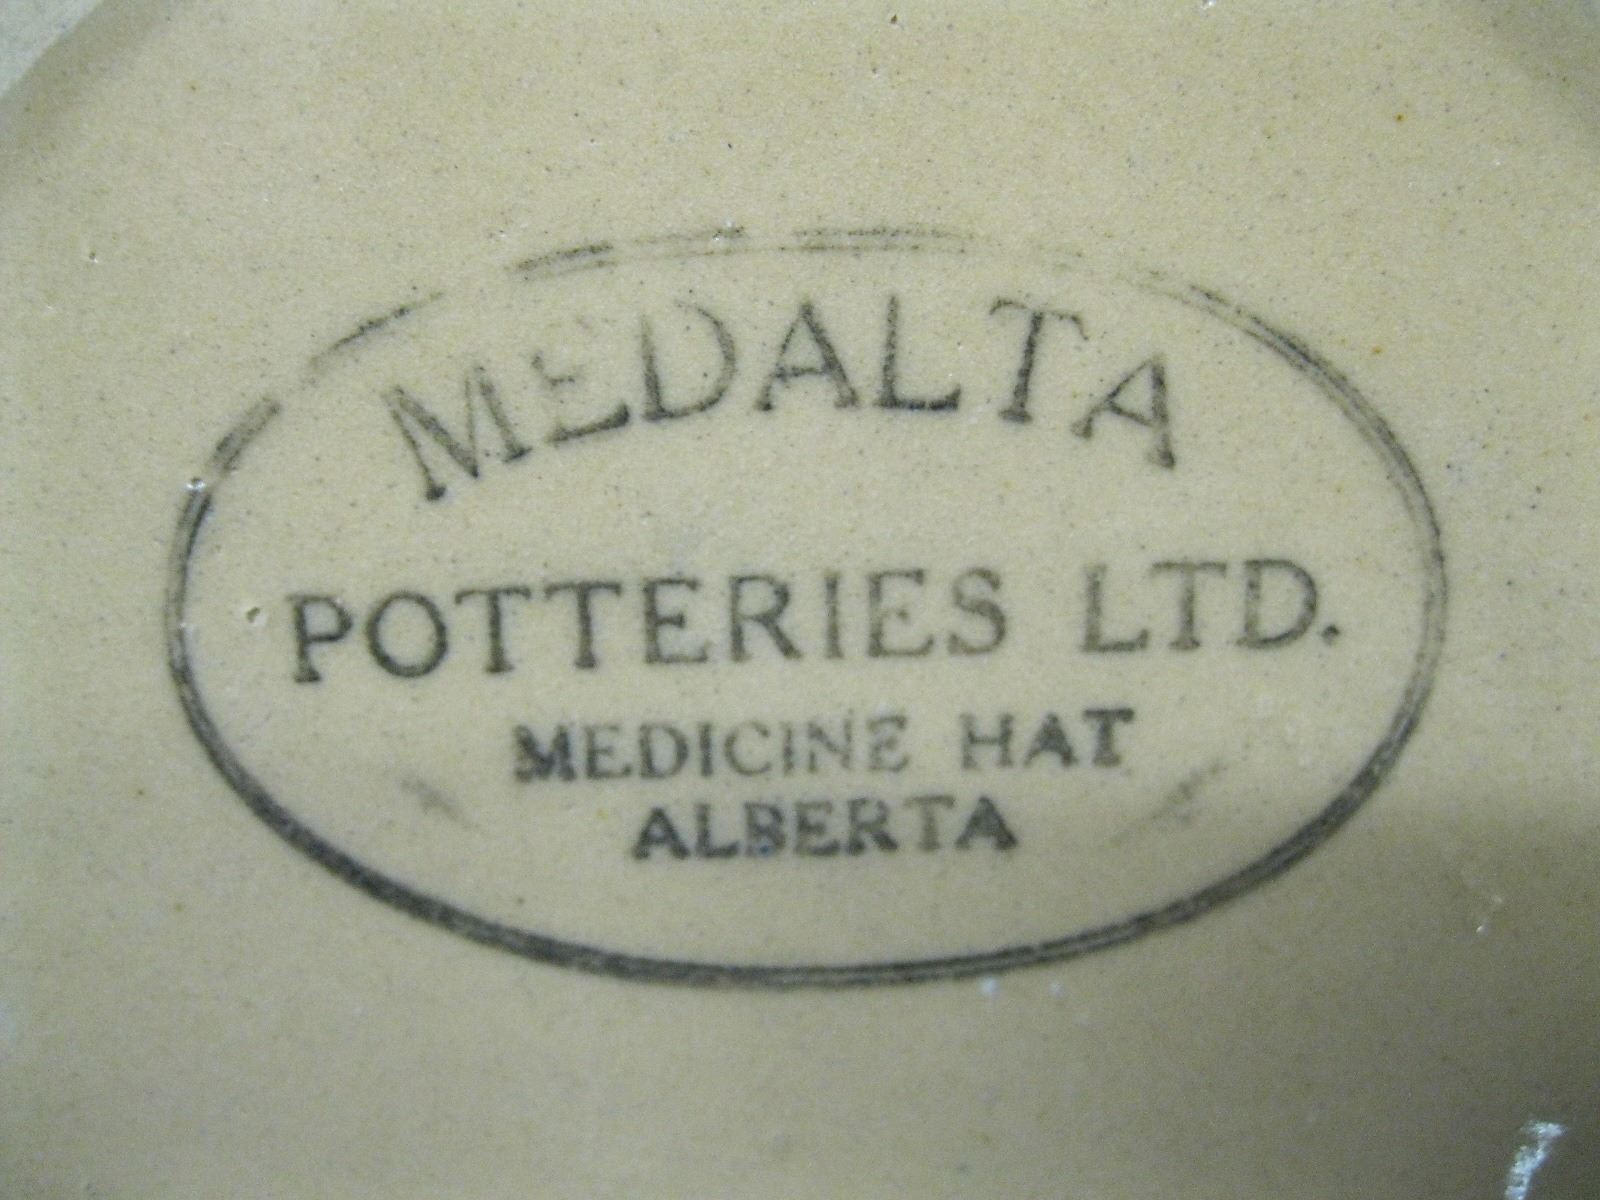 MEDALTA
POTTERIES LTD.
MEDICINE HAT
ALBERTA